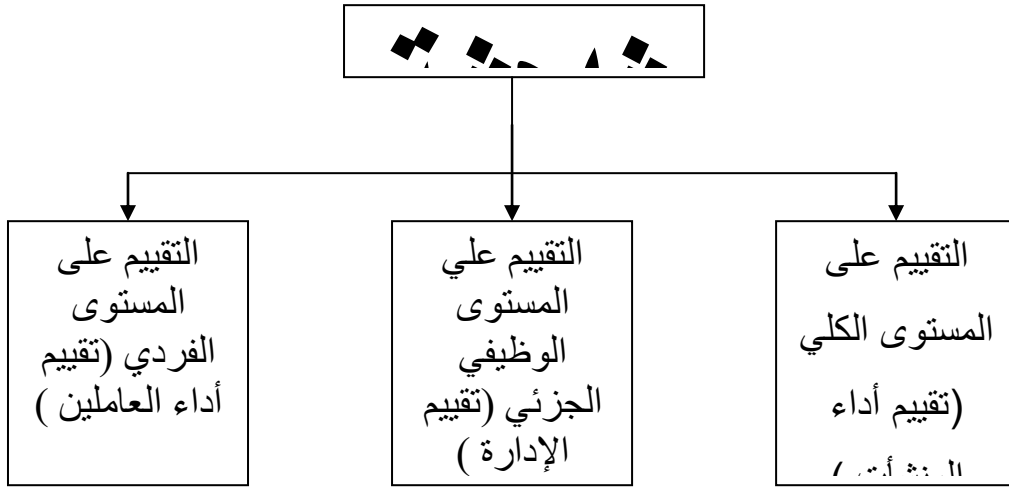 التقييم على
المستوى الكلي
(تقييم أداء
التقييم علي
المستوى
الوظيفي
الجزئي (تقييم
الإدارة )
التقييم على
المستوى
الفردي (تقييم
أداء العاملين )